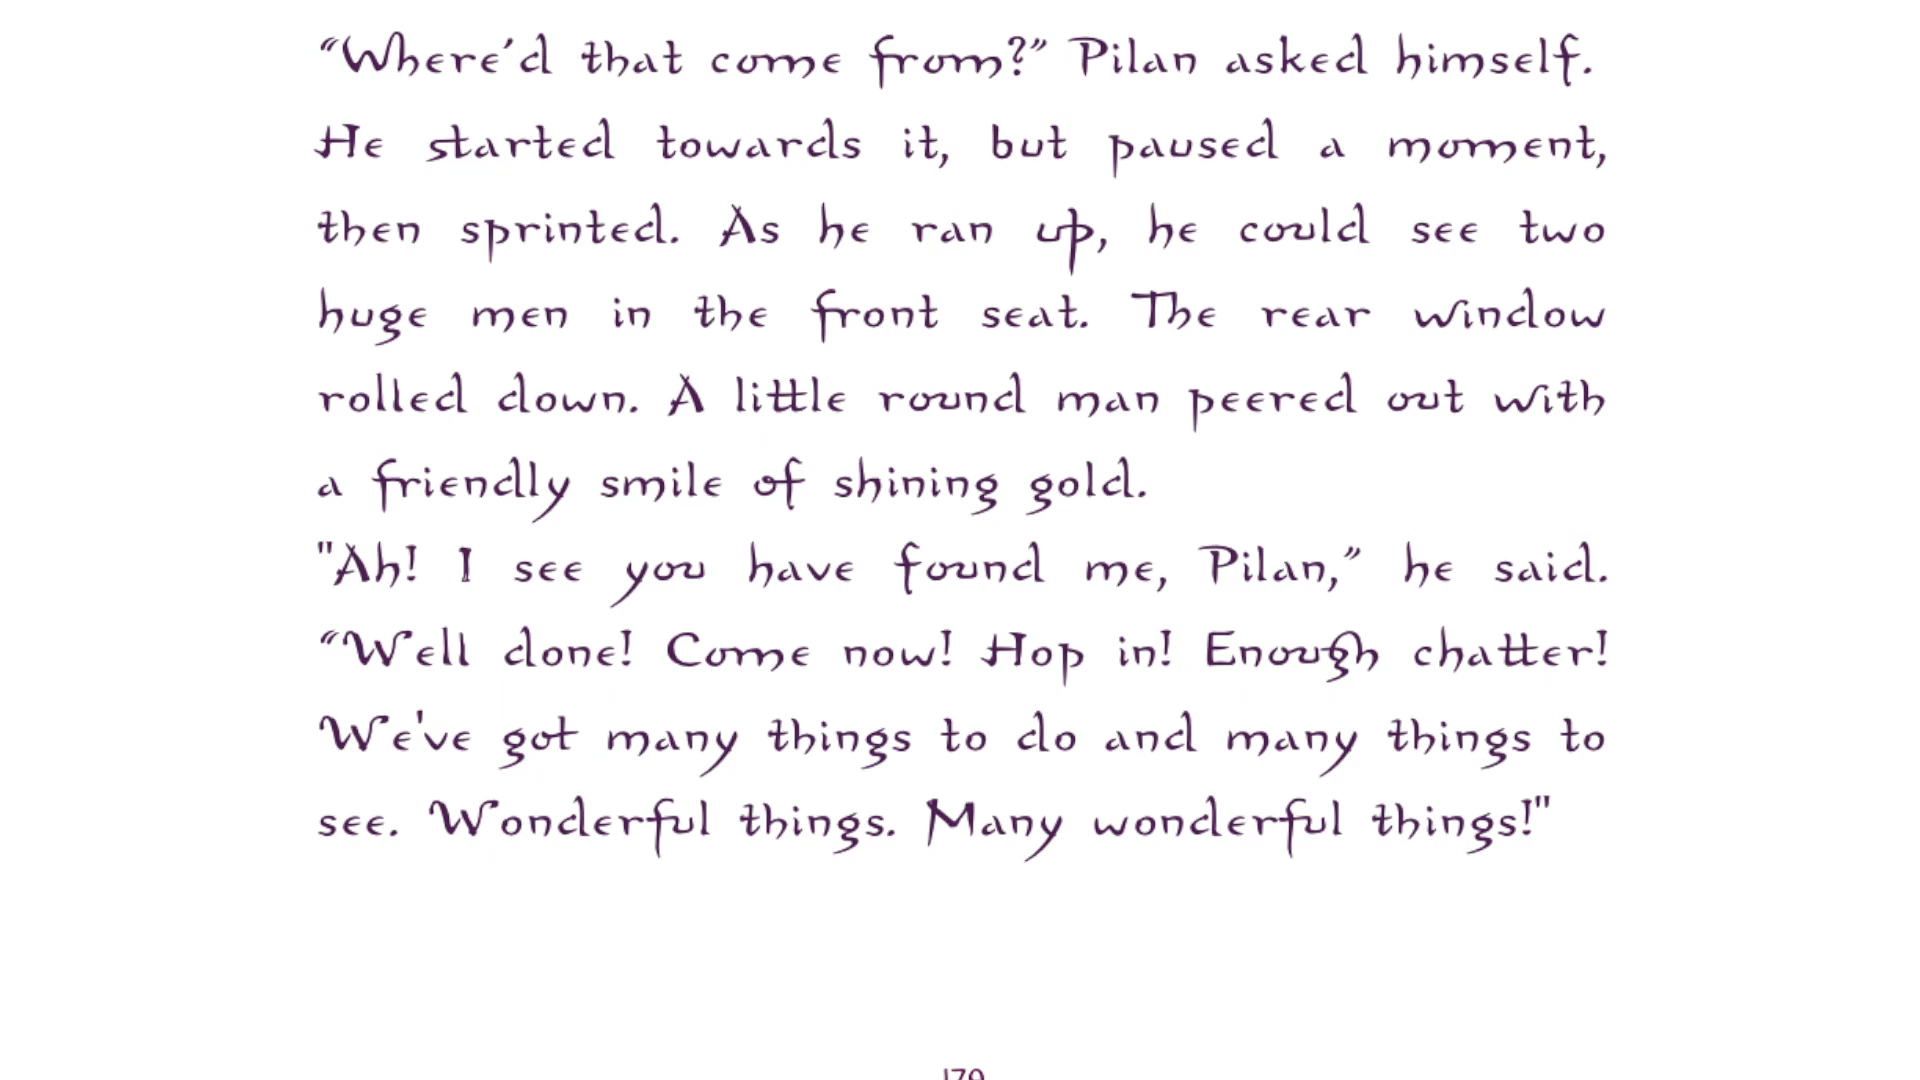 “Where’d that come from?” Pilan asked himself.
He started towards it, but paused a moment,
then sprinted. As he ran up, he could see two
huge men in the front seat. The rear window
rolled down. A little round man peered out with
a friendly smile of shining gold.
"Ah! I see you have found me, Pilan,” he said.
“Well done! Come now! Hop in! Enough chatter!
We've got many things to do and many things to
see. Wonderful things. Many wonderful things!"